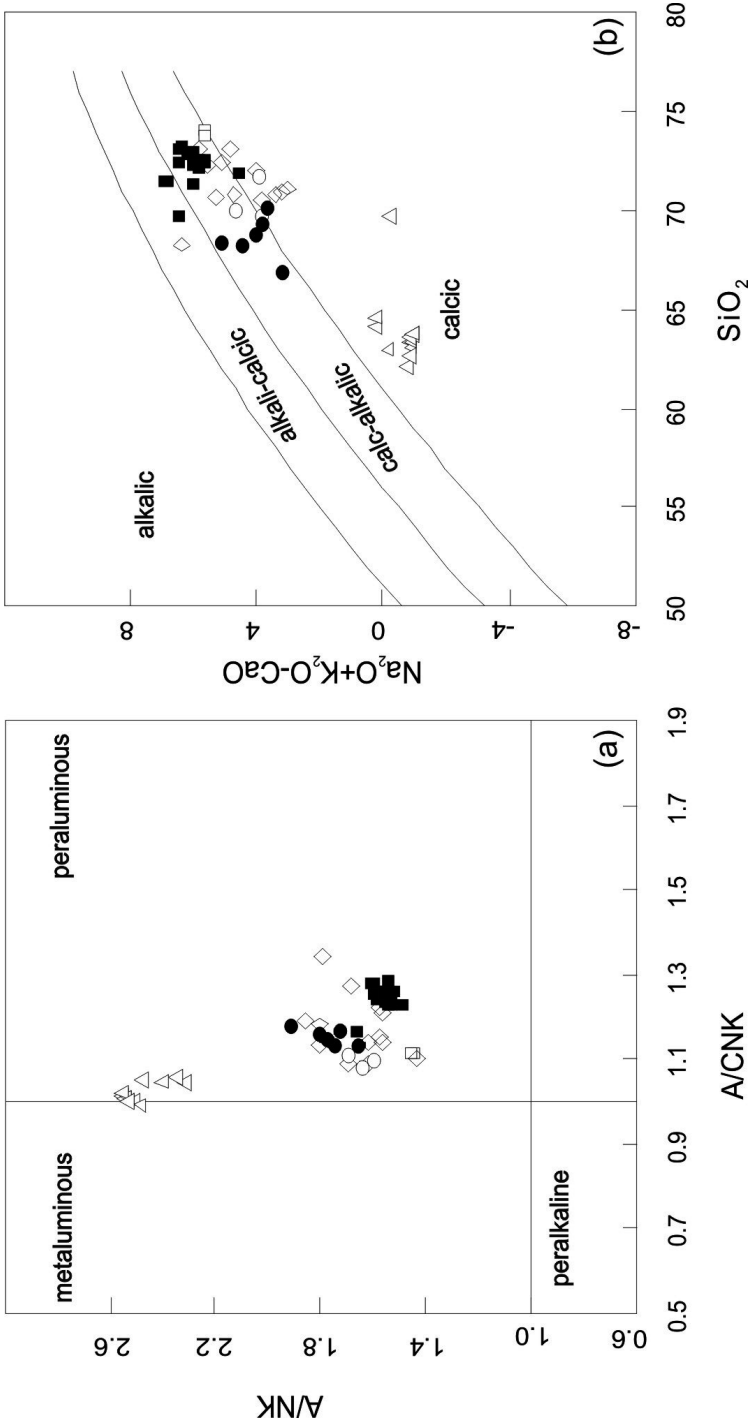 metaluminous
peraluminous
peralkaline
(a)
A/NK
2.6
2.2
1.8
1.4
1.0
0.6
0.5
0.7
0.9
1.1
1.3
1.5
1.7
1.9
A/CNK
alkalic
alkali-calcic
calc-alkalic
calcic
(b)
Na₂O+K₂O-CaO
8
4
0
-4
-8
50
55
60
65
70
75
80
SiO₂